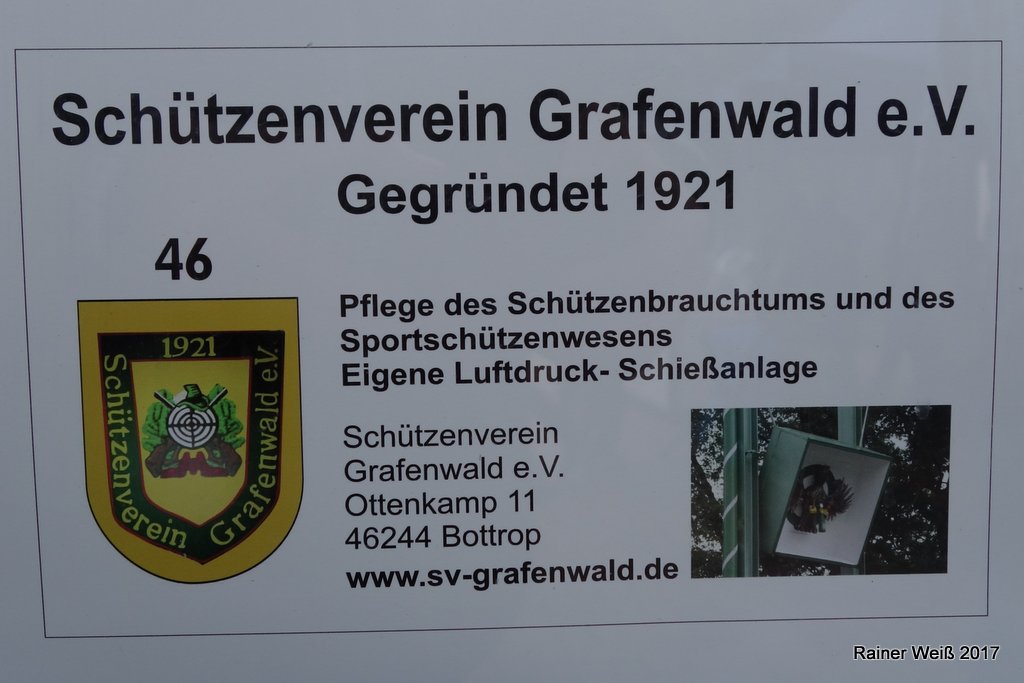 Schützenverein Grafenwald e.V.
Gegründet 1921
46
1921
Schützenverein Grafenwald e.V.
Pflege des Schützenbrauchtums und des
Sportschützenwesens
Eigene Luftdruck- Schießanlage
Schützenverein
Grafenwald e.V.
Ottenkamp 11
46244 Bottrop
www.sv-grafenwald.de
Rainer Weiß 2017